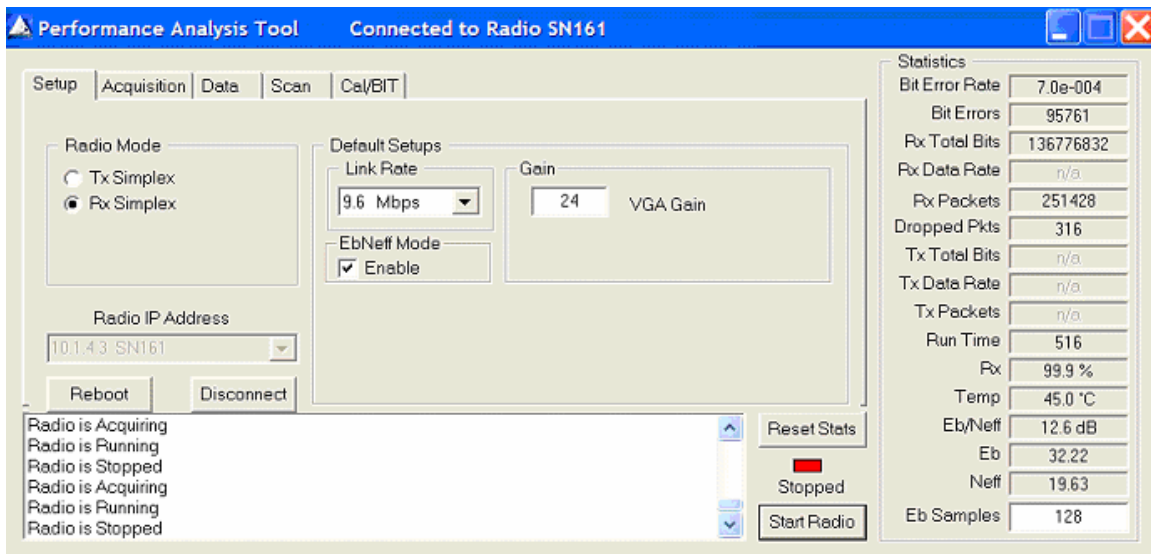 Performance Analysis Tool Connected to Radio SN161
Setup Acquisition Data Scan Cal/BIT
Radio Mode
Tx Simplex
Rx Simplex
Radio IP Address
10.1.4.3 SN161
Reboot Disconnect
Default Setups
Link Rate
9.6 Mbps
EbNeff Mode
Enable
Gain
24 VGA Gain
Radio is Acquiring
Radio is Running
Radio is Stopped
Radio is Acquiring
Radio is Running
Radio is Stopped
Reset Stats
Stopped
Start Radio
Statistics
Bit Error Rate 7.0e-004
Bit Errors 95761
Rx Total Bits 136776832
Rx Data Rate n/a
Rx Packets 251428
Dropped Pkts 316
Tx Total Bits n/a
Tx Data Rate n/a
Tx Packets n/a
Run Time 516
Rx 99.9 %
Temp 45.0 °C
Eb/Neff 12.6 dB
Eb 32.22
Neff 19.63
Eb Samples 128